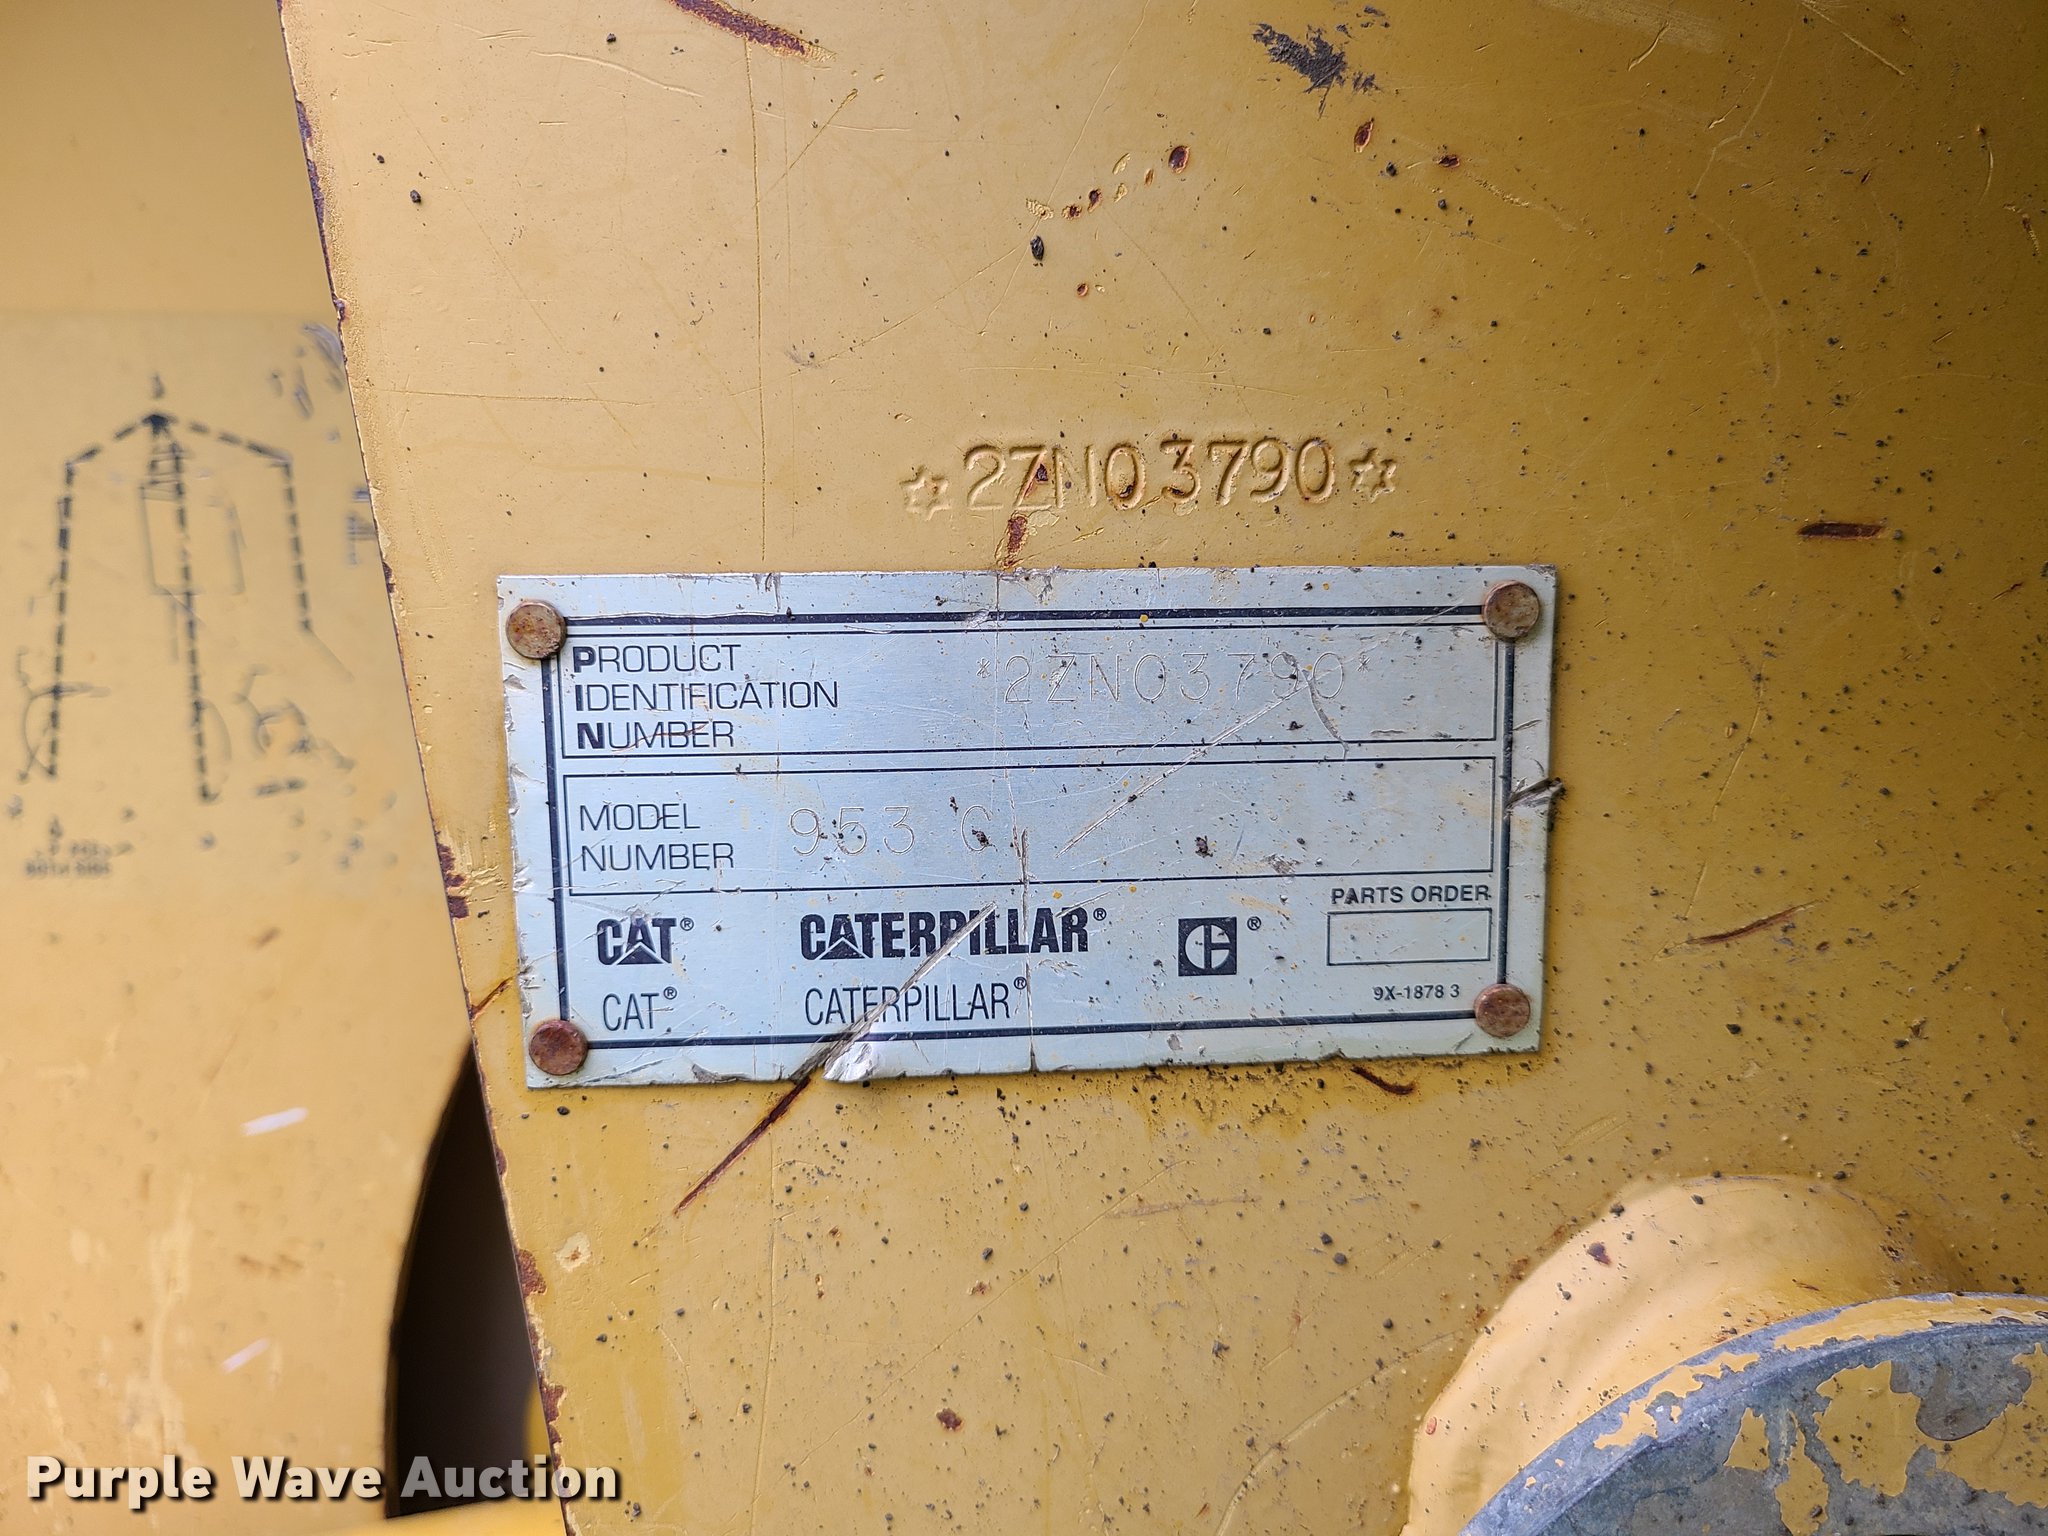 ☆2ZN03790☆
PRODUCT
IDENTIFICATION
NUMBER
*2ZN03790*
MODEL
NUMBER
953 C
PARTS ORDER
CAT® CATERPILLAR® ®
CAT® CATERPILLAR®
9X-1878 3
Purple Wave Auction